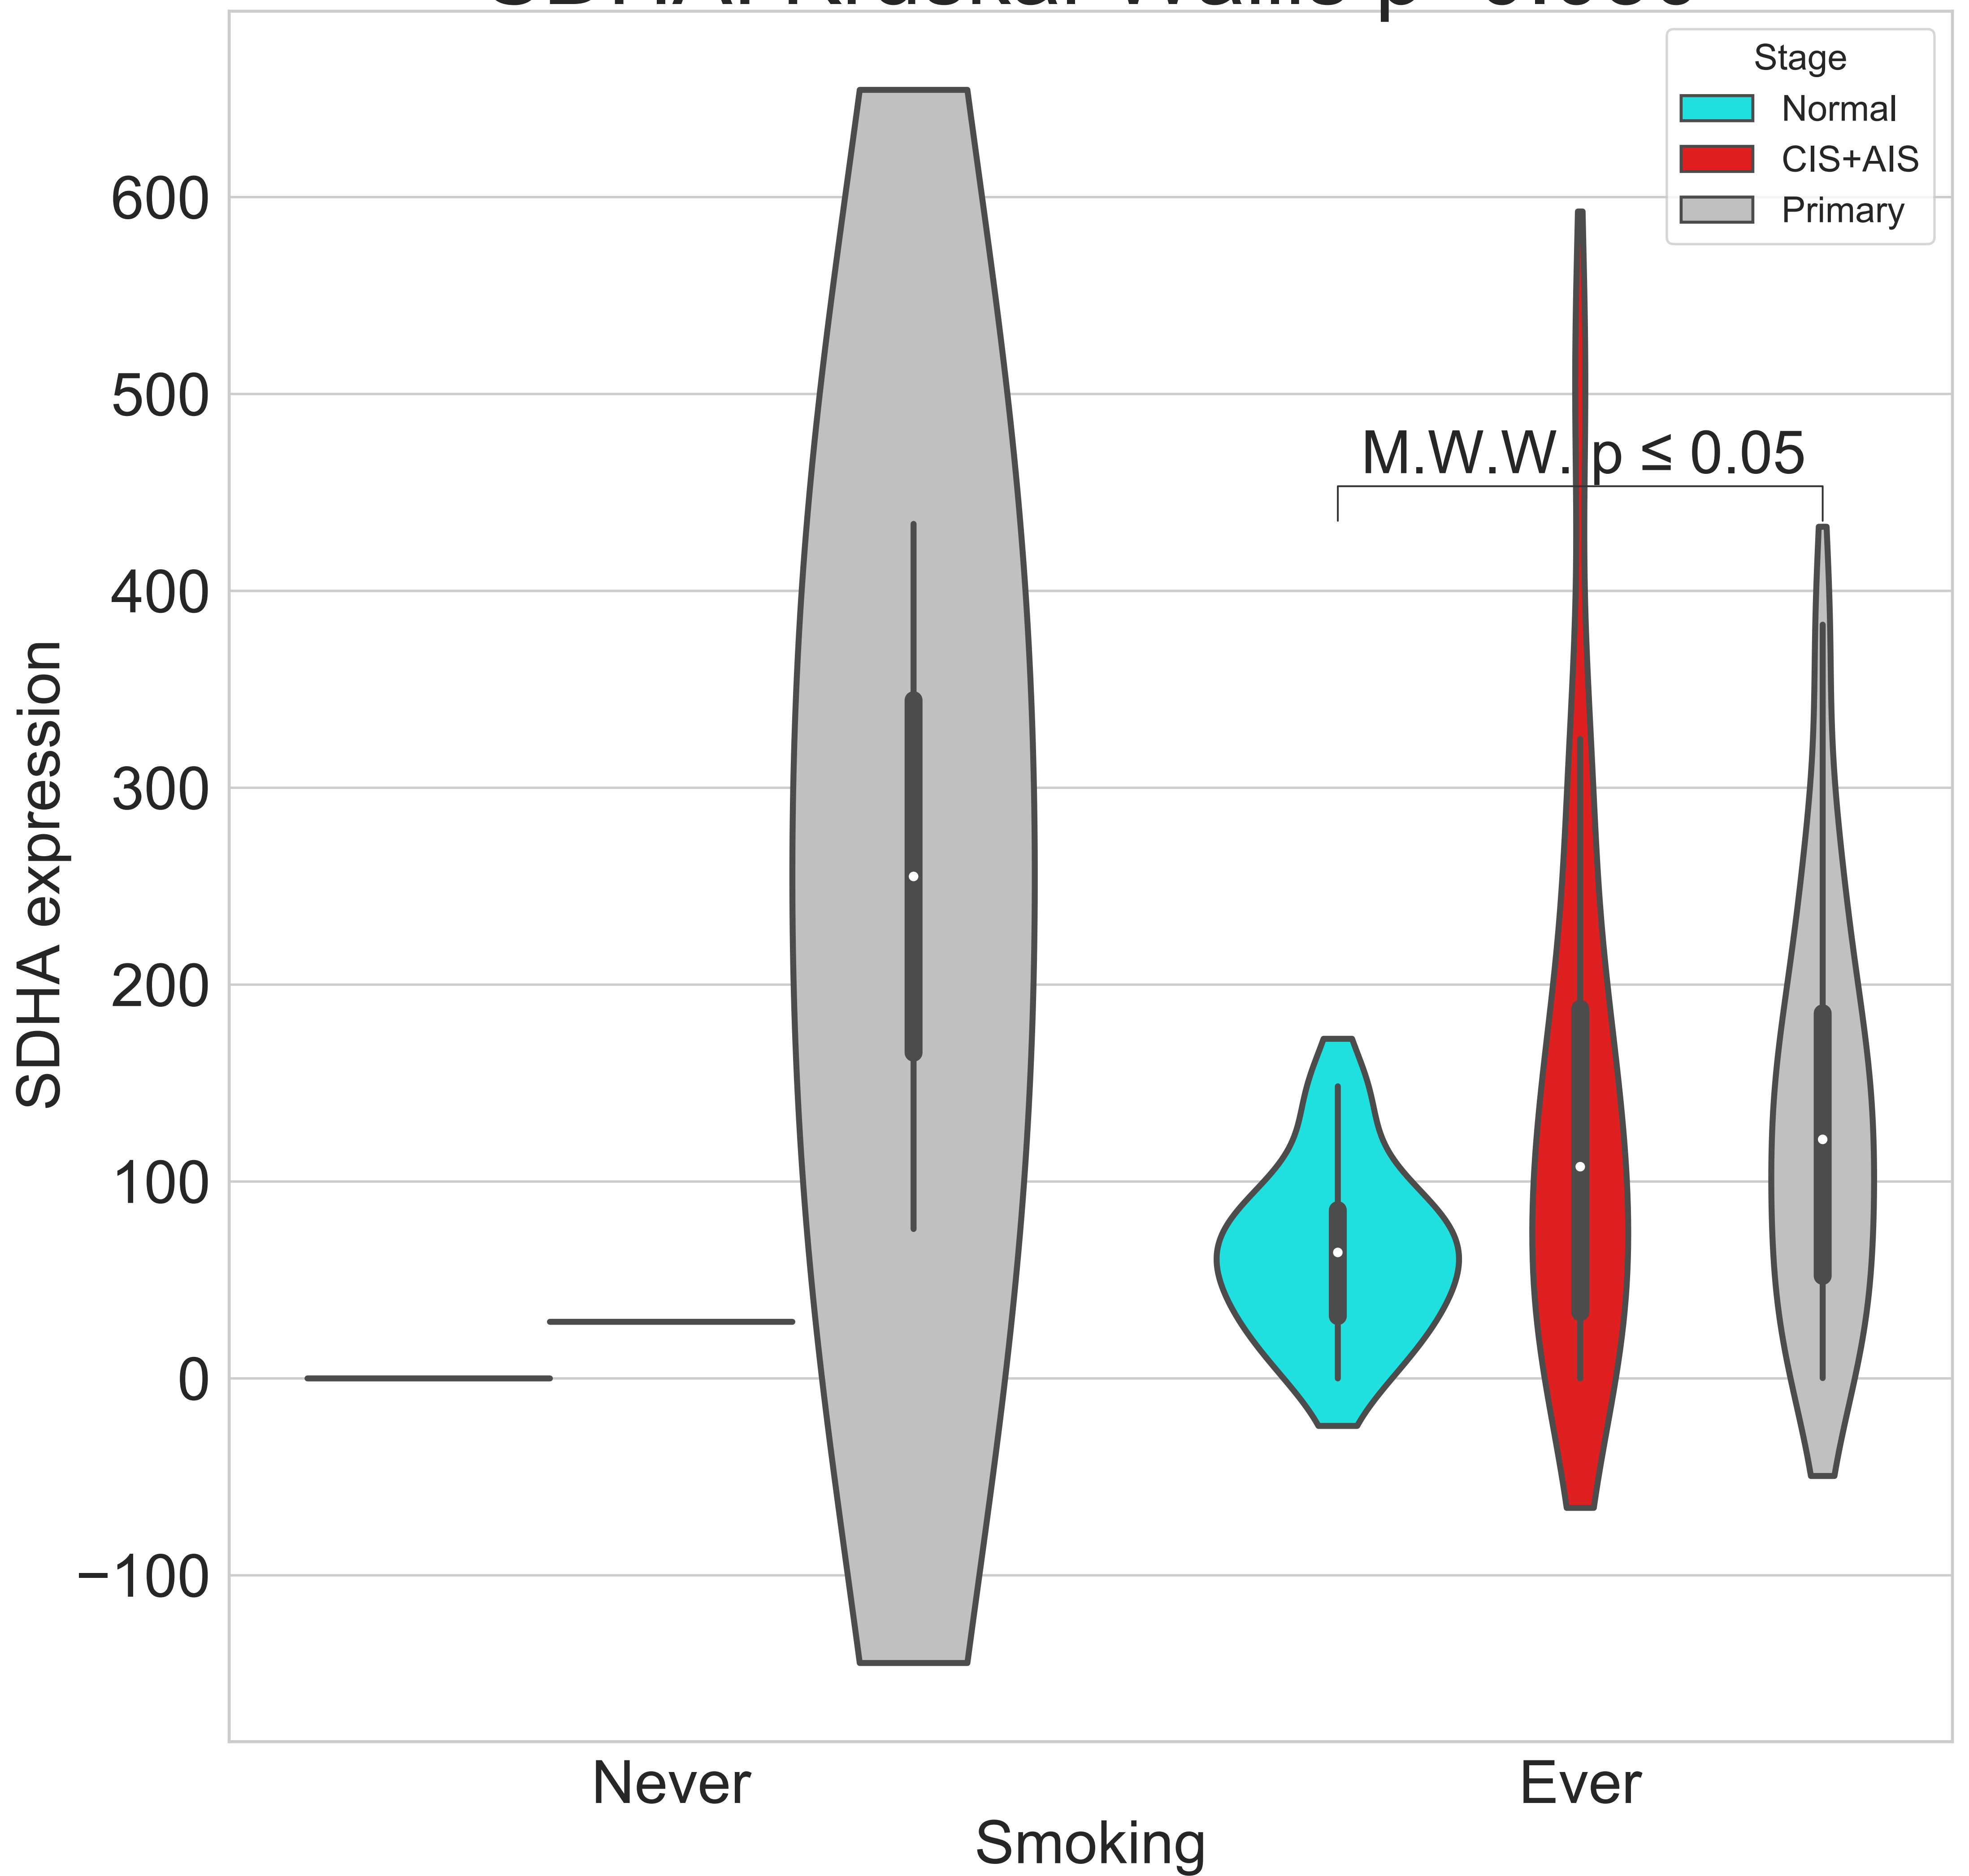 Stage
Normal
CIS+AIS
Primary
600
500
400
300
200
100
0
−100
SDHA expression
M.W.W. p ≤ 0.05
Never
Ever
Smoking